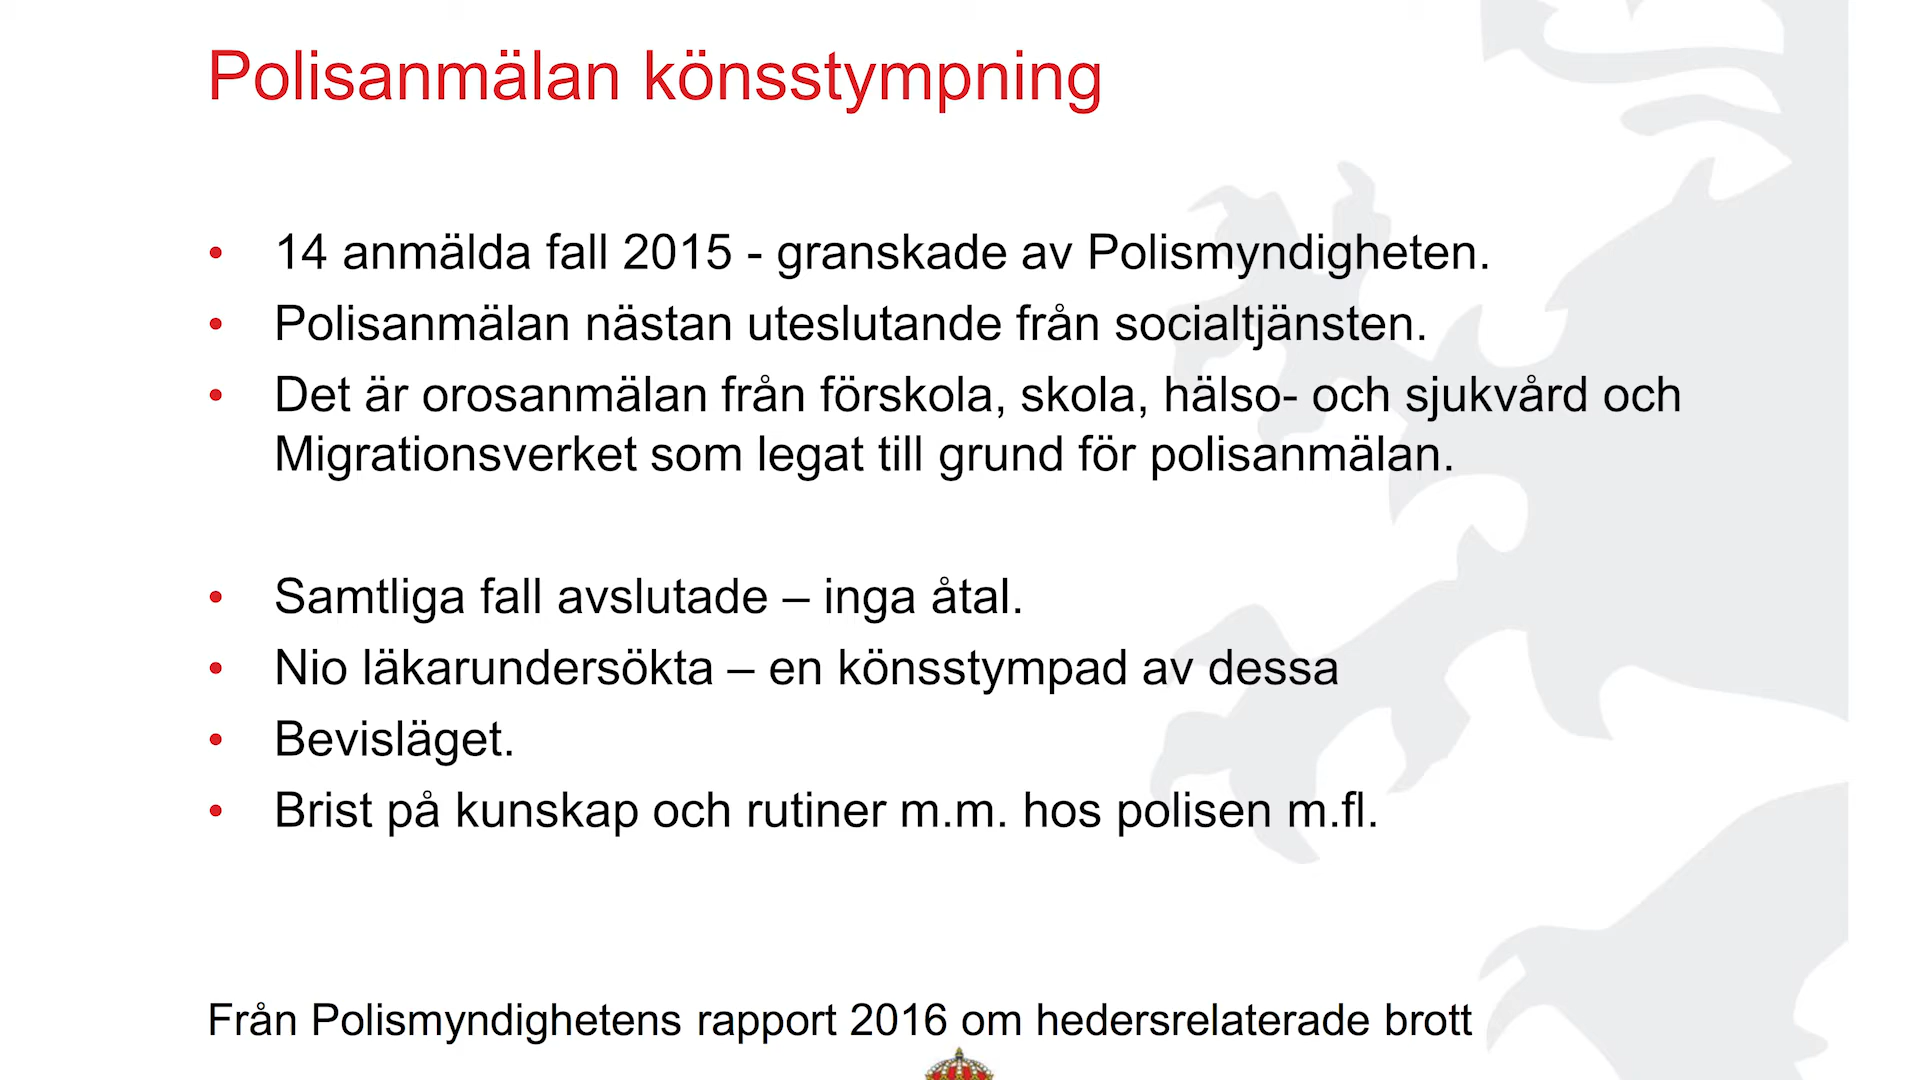 Polisanmälan könsstympning
• 14 anmälda fall 2015 - granskade av Polismyndigheten.
• Polisanmälan nästan uteslutande från socialtjänsten.
• Det är orosanmälan från förskola, skola, hälso- och sjukvård och
Migrationsverket som legat till grund för polisanmälan.
• Samtliga fall avslutade – inga åtal.
• Nio läkarundersökta – en könsstympad av dessa
• Bevisläget.
• Brist på kunskap och rutiner m.m. hos polisen m.fl.
Från Polismyndighetens rapport 2016 om hedersrelaterade brott